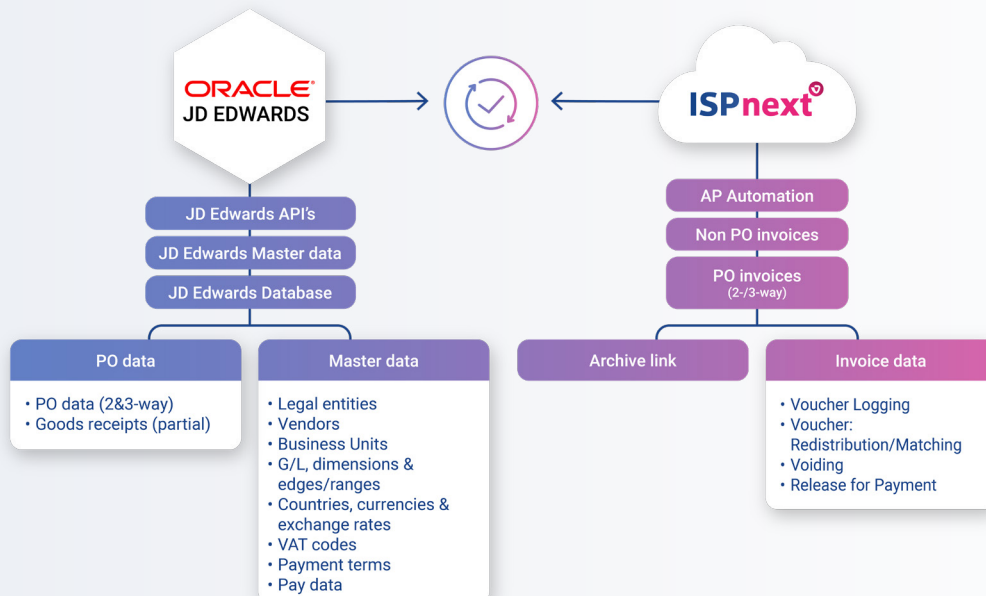 ORACLE®
JD EDWARDS
ISPnext
JD Edwards API's
JD Edwards Master data
JD Edwards Database
AP Automation
Non PO invoices
PO invoices
(2-/3-way)
PO data
• PO data (2&3-way)
• Goods receipts (partial)
Master data
• Legal entities
• Vendors
• Business Units
• G/L, dimensions &
edges/ranges
• Countries, currencies &
exchange rates
• VAT codes
• Payment terms
• Pay data
Archive link
Invoice data
• Voucher Logging
• Voucher:
Redistribution/Matching
• Voiding
• Release for Payment